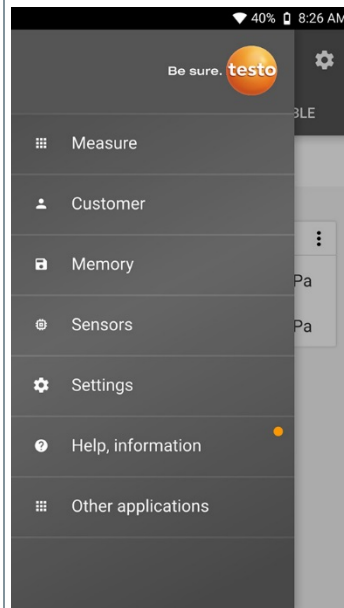 40% 8:26 AM
Be sure. testo
BLE
Measure
Customer
Memory
Pa
Sensors
Pa
Settings
Help, information
Other applications